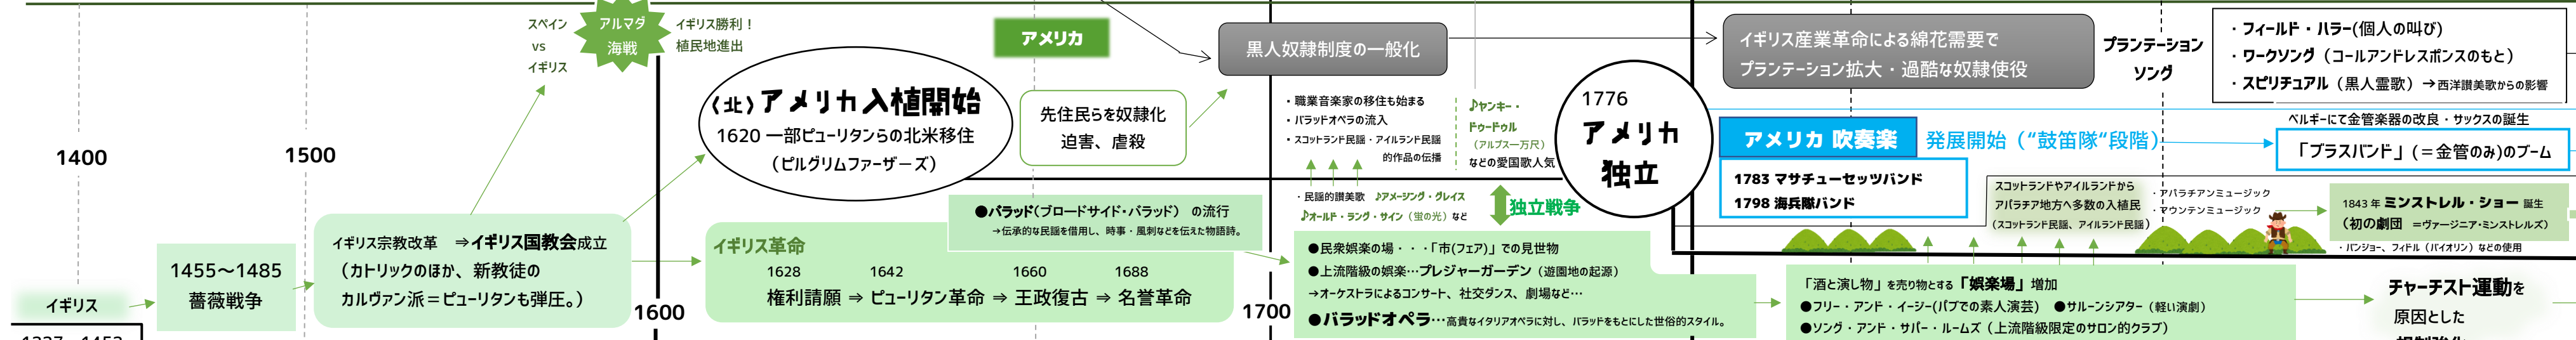 1400
1500
1600
1700
スペイン
vs
イギリス
アルマダ
海戦
イギリス勝利！
植民地進出
イギリス
1455～1485
薔薇戦争
イギリス宗教改革　⇒イギリス国教会成立
（カトリックのほか、新教徒の
カルヴァン派＝ピューリタンも弾圧。）
（北）アメリカ入植開始
1620 一部ピューリタンらの北米移住
（ピルグリムファーザーズ）
アメリカ
先住民らを奴隷化
迫害、虐殺
●バラッド(ブロードサイド・バラッド）　の流行
→伝承的な民謡を借用し、時事・風刺などを伝えた物語詩。
イギリス革命
1628　1642　1660　1688
権利請願 ⇒ ピューリタン革命 ⇒ 王政復古 ⇒ 名誉革命
黒人奴隷制度の一般化
・職業音楽家の移住も始まる
・バラッドオペラの流入
・スコットランド民謡・アイルランド民謡
的作品の伝播
♪ヤンキー・
ドゥードゥル
（アルプス一万尺）
などの愛国歌人気
・民謡的讃美歌　♪アメージング・グレイス
♪オールド・ラング・サイン（蛍の光）など
独立戦争
●民衆娯楽の場・・・「市(フェア)」での見世物
●上流階級の娯楽…プレジャーガーデン（遊園地の起源）
→オーケストラによるコンサート、社交ダンス、劇場など…
●バラッドオペラ…高貴なイタリアオペラに対し、バラッドをもとにした世俗的スタイル。
1776
アメリカ
独立
イギリス産業革命による綿花需要で
プランテーション拡大・過酷な奴隷使役
プランテーション
ソング
・フィールド・ハラー(個人の叫び)
・ワークソング（コールアンドレスポンスのもと）
・スピリチュアル（黒人霊歌）→西洋讃美歌からの影響
アメリカ 吹奏楽
発展開始（“鼓笛隊“段階）
1783 マサチューセッツバンド
1798 海兵隊バンド
ベルギーにて金管楽器の改良・サックスの誕生
「ブラスバンド」(＝金管のみ)のブーム
スコットランドやアイルランドから
アパラチア地方へ多数の入植民
（スコットランド民謡、アイルランド民謡）
・アパラチアンミュージック
・マウンテンミュージック
1843 年 ミンストレル・ショー 誕生
（初の劇団　＝ヴァージニア・ミンストレルズ）
・バンジョー、フィドル（バイオリン）などの使用
「酒と演し物」を売り物とする「娯楽場」増加
●フリー・アンド・イージー(パブでの素人演芸)　●サルーンシアター（軽い演劇）
●ソング・アンド・サパー・ルームズ（上流階級限定のサロン的クラブ）
チャーチスト運動を
原因とした